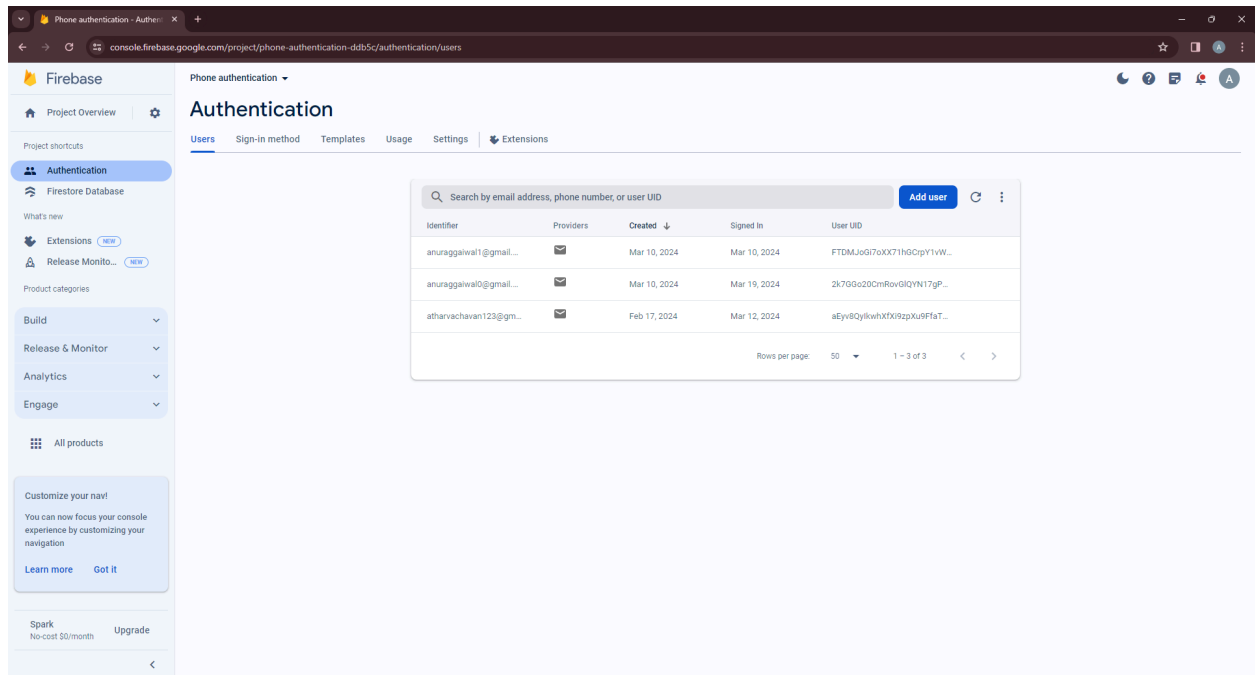 Phone authentication - Authent
console.firebase.google.com/project/phone-authentication-ddb5c/authentication/users
A
Firebase
Project Overview
Project shortcuts
Authentication
Firestore Database
What's new
Extensions NEW
Release Monito... NEW
Product categories
Build
Release & Monitor
Analytics
Engage
All products
Customize your nav!
You can now focus your console
experience by customizing your
navigation
Learn more Got it
Spark
No-cost $0/month
Upgrade
Phone authentication
A
Authentication
Users Sign-in method Templates Usage Settings Extensions
Search by email address, phone number, or user UID
Add user
Identifier Providers Created Signed In User UID
anuraggaiwal1@gmail.... Mar 10, 2024 Mar 10, 2024 FTDMJoGi7oXX71hGCrpY1vW...
anuraggaiwal0@gmail.... Mar 10, 2024 Mar 19, 2024 2k7GGo20CmRovGlQYN17gP...
atharvachavan123@gm... Feb 17, 2024 Mar 12, 2024 aEyv8QyIkwhXfXi9zpXu9FfaT...
Rows per page: 50 1 – 3 of 3